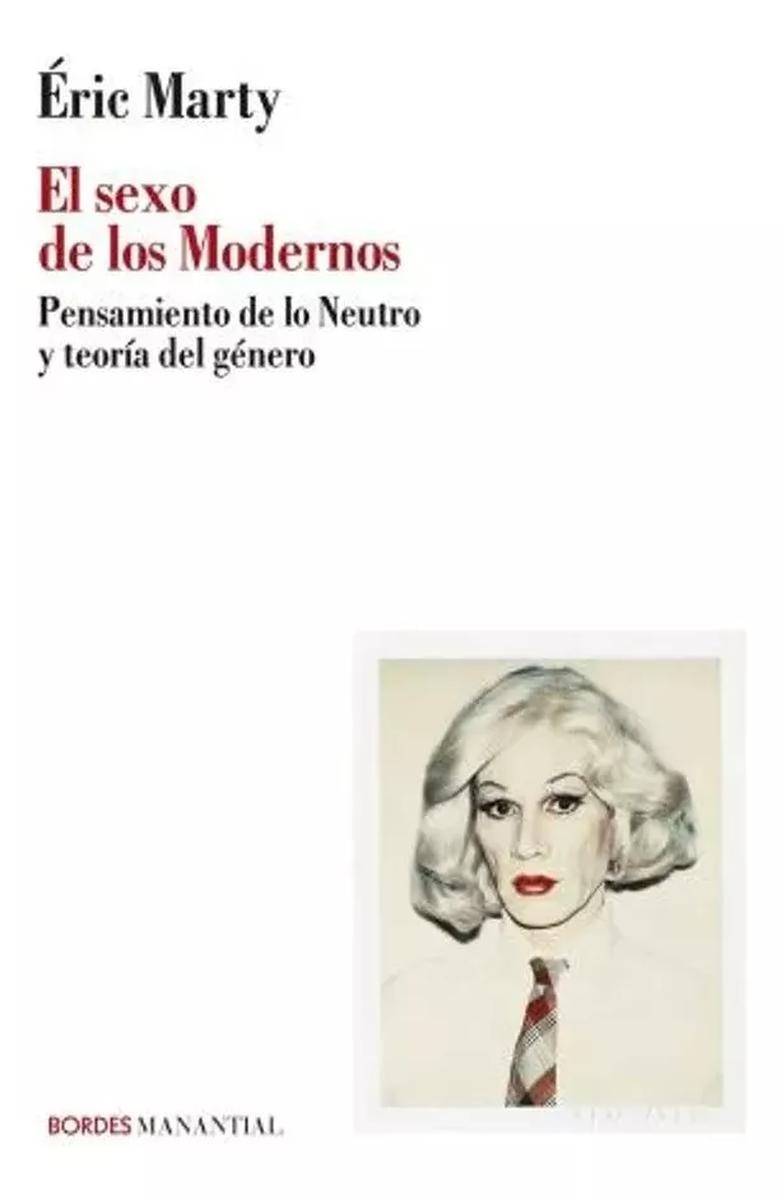 Éric Marty
El sexo
de los Modernos
Pensamiento de lo Neutro
y teoría del género
BORDES MANANTIAL